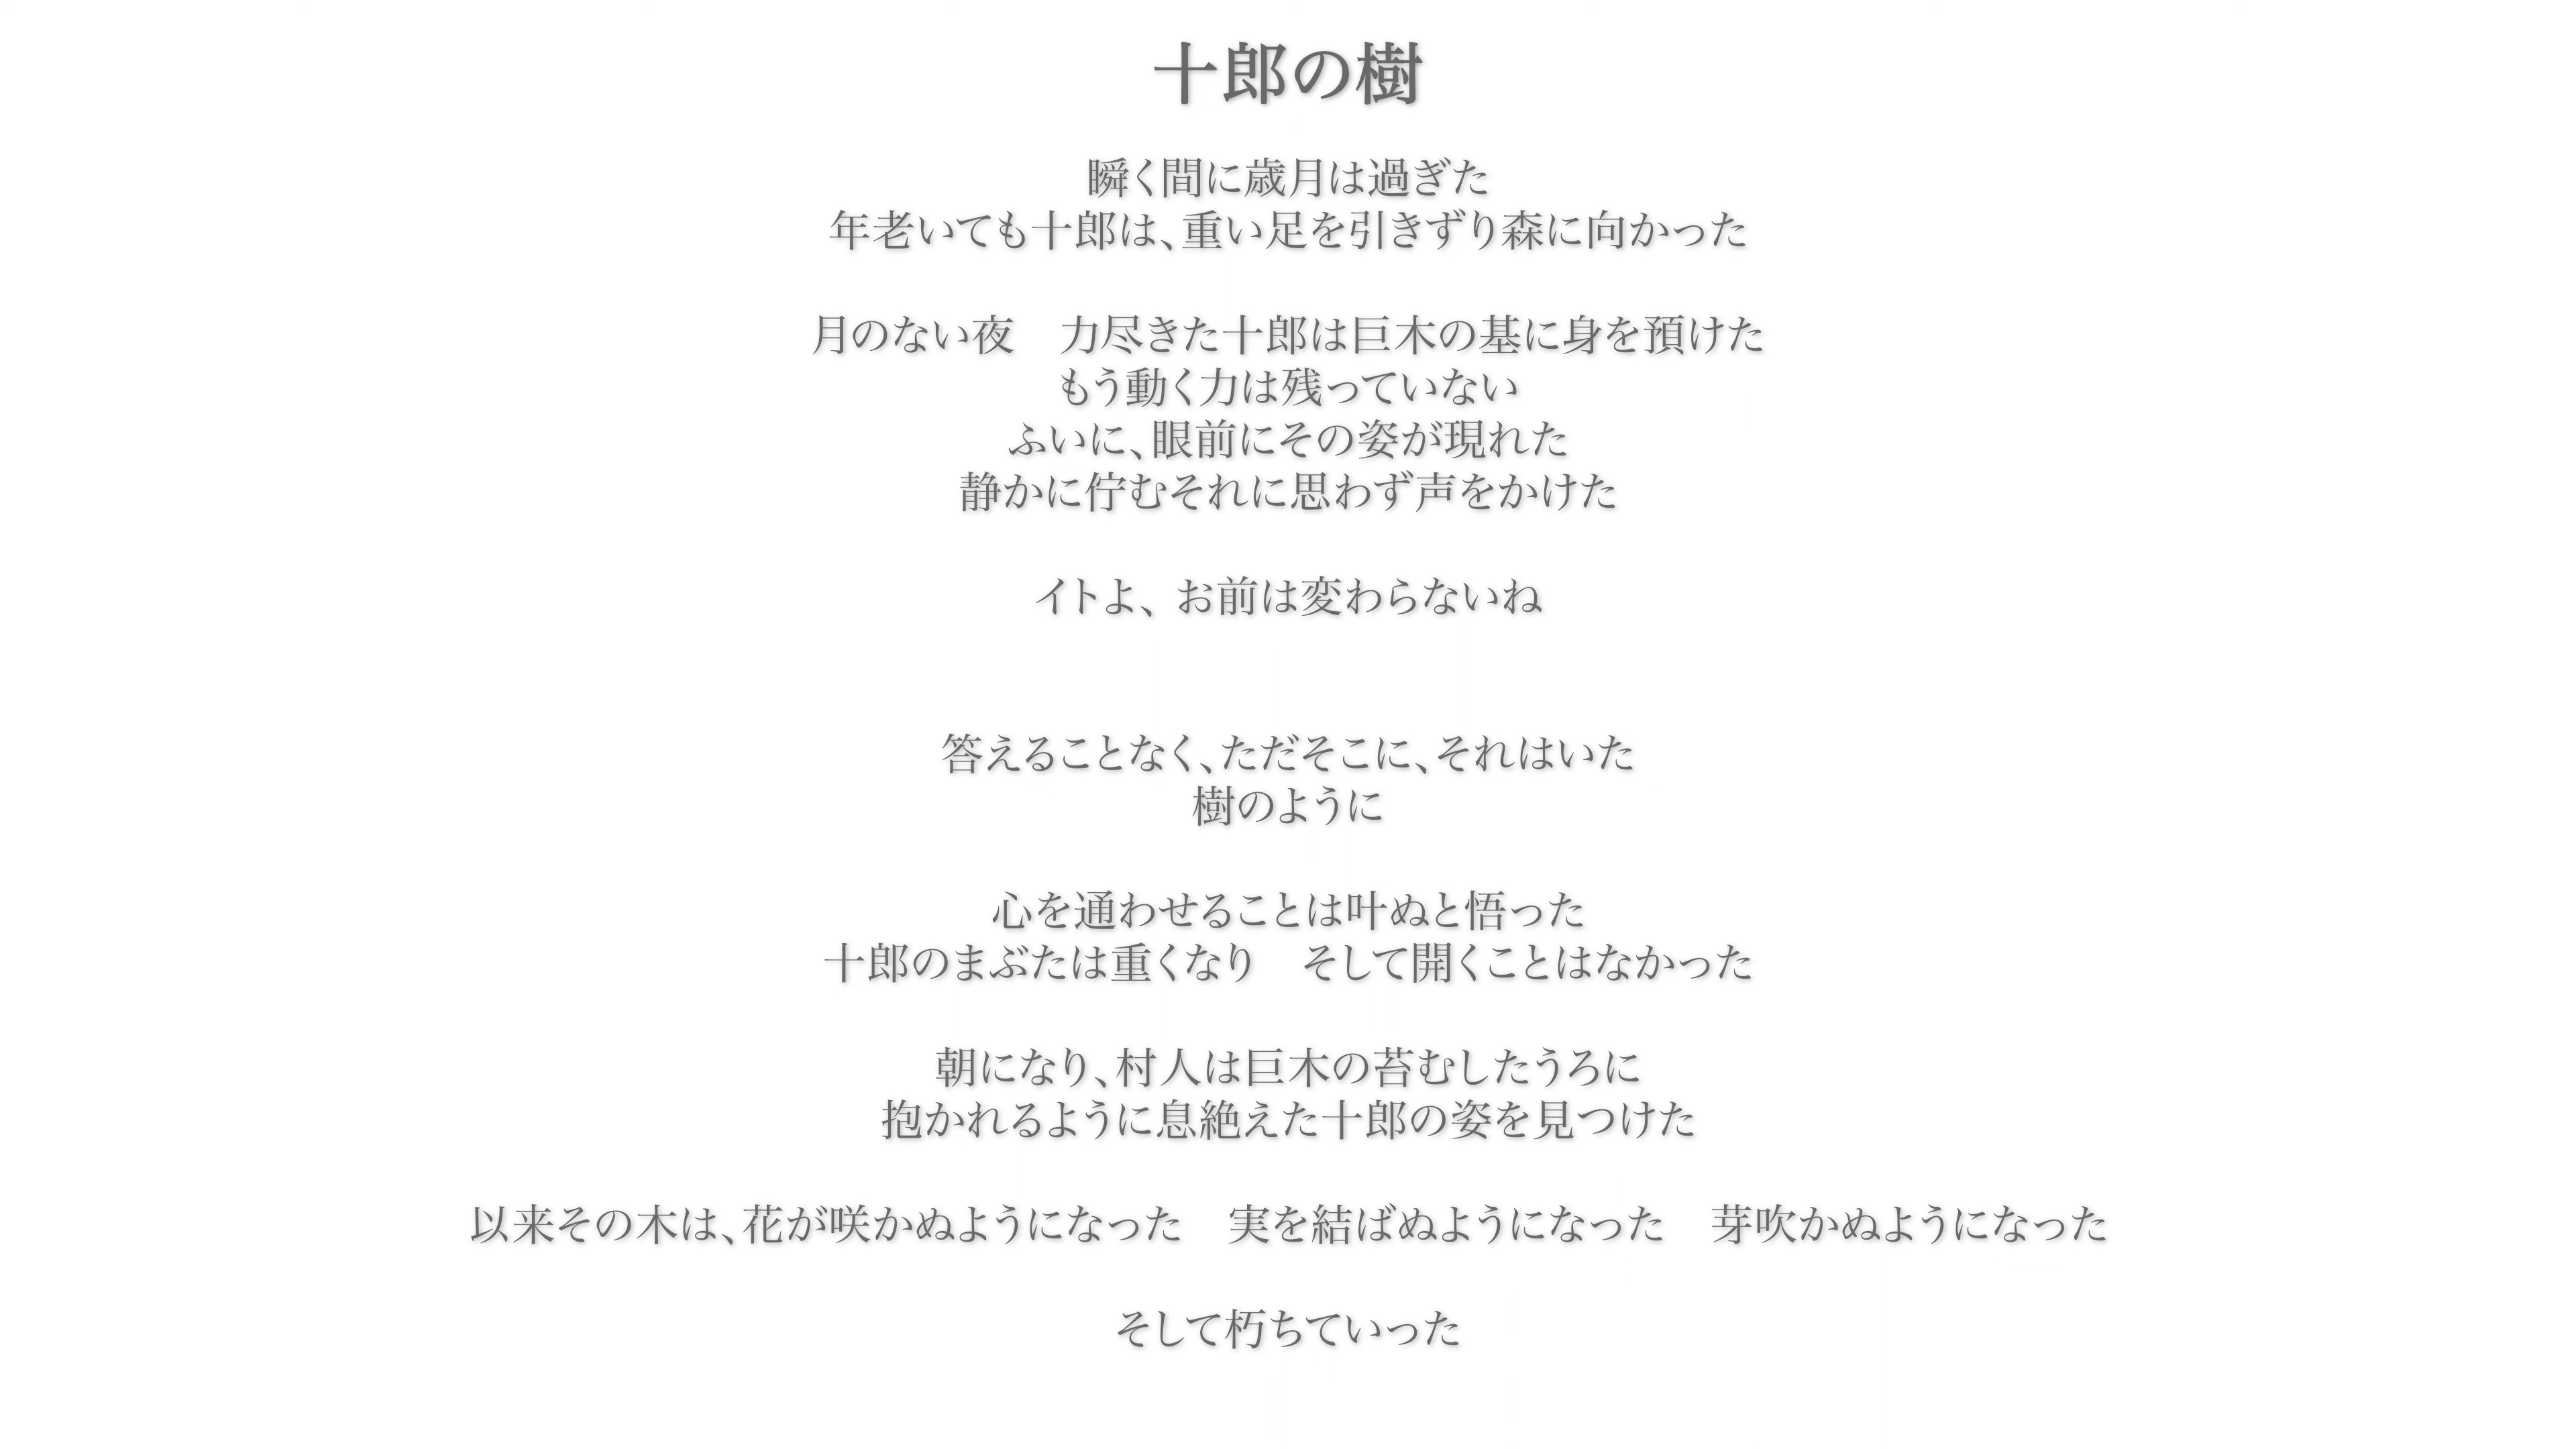 十郎の樹
瞬く間に歳月は過ぎた
年老いても十郎は、重い足を引きずり森に向かった
月のない夜　力尽きた十郎は巨木の基に身を預けた
もう動く力は残っていない
ふいに、眼前にその姿が現れた
静かに佇むそれに思わず声をかけた
イトよ、お前は変わらないね
答えることなく、ただそこに、それはいた
樹のように
心を通わせることは叶ぬと悟った
十郎のまぶたは重くなり　そして開くことはなかった
朝になり、村人は巨木の苔むしたうろに
抱かれるように息絶えた十郎の姿を見つけた
以来その木は、花が咲かぬようになった　実を結ばぬようになった　芽吹かぬようになった
そして朽ちていった